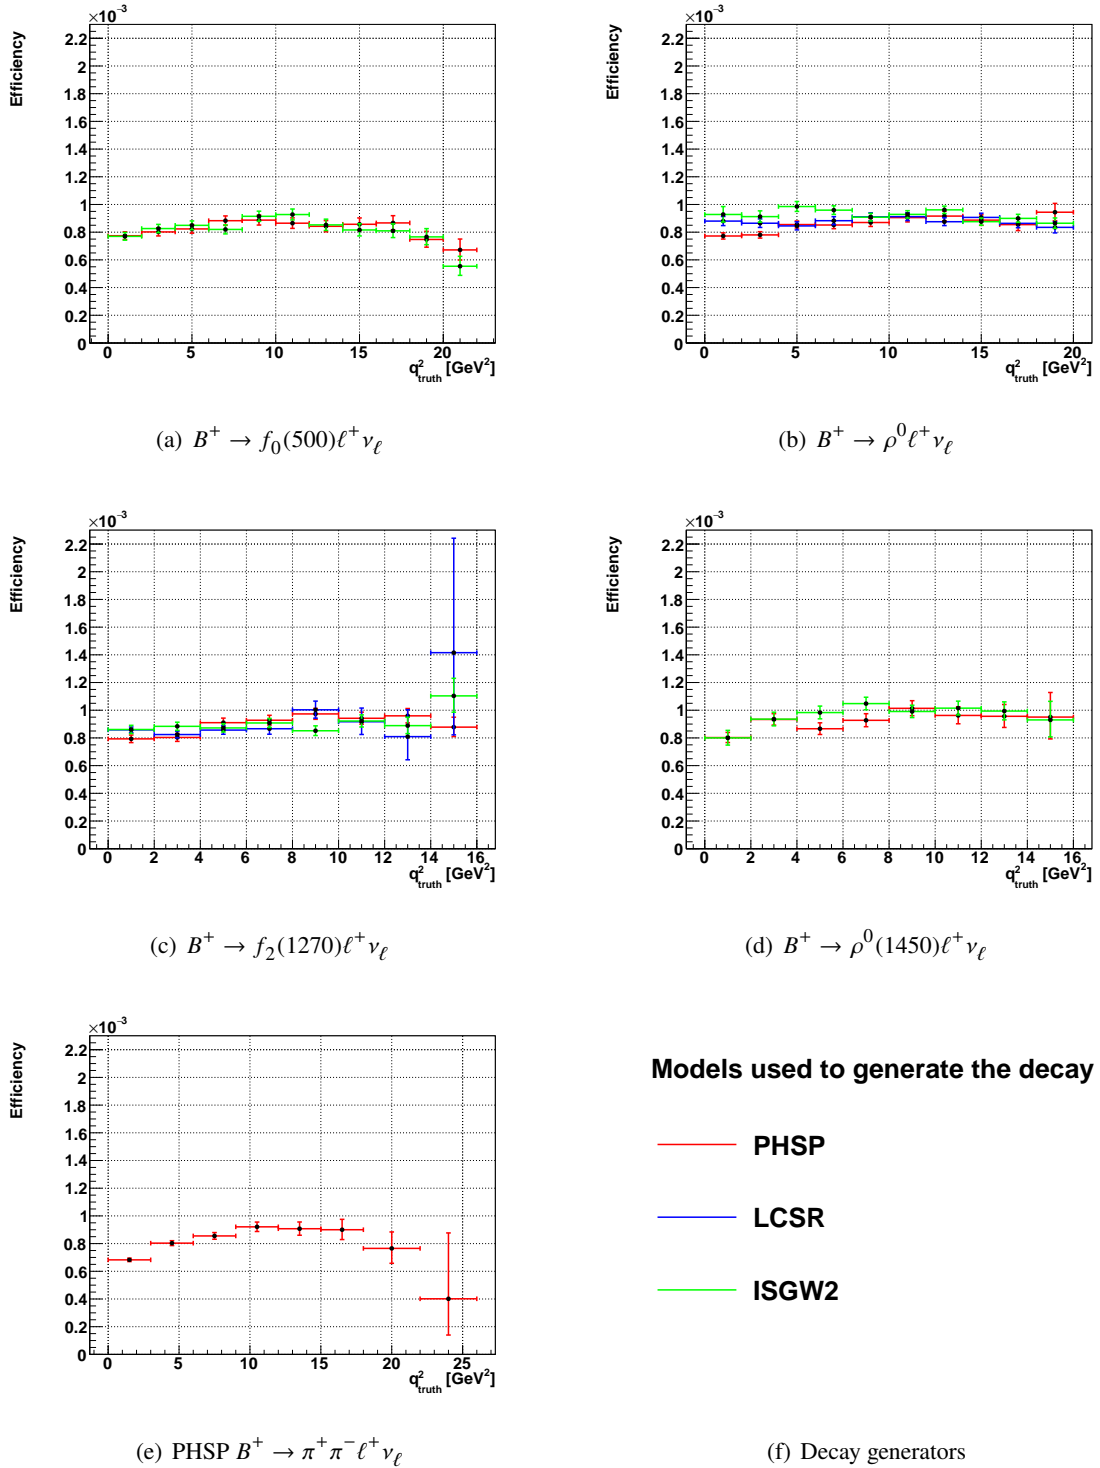 ×10⁻³
Efficiency
2.2
2
1.8
1.6
1.4
1.2
1
0.8
0.6
0.4
0.2
0
0 5 10 15 20
q²truth [GeV²]
(a) B⁺ → f₀(500)ℓ⁺νℓ
×10⁻³
Efficiency
2.2
2
1.8
1.6
1.4
1.2
1
0.8
0.6
0.4
0.2
0
0 5 10 15 20
q²truth [GeV²]
(b) B⁺ → ρ⁰ℓ⁺νℓ
×10⁻³
Efficiency
2.2
2
1.8
1.6
1.4
1.2
1
0.8
0.6
0.4
0.2
0
0 2 4 6 8 10 12 14 16
q²truth [GeV²]
(c) B⁺ → f₂(1270)ℓ⁺νℓ
×10⁻³
Efficiency
2.2
2
1.8
1.6
1.4
1.2
1
0.8
0.6
0.4
0.2
0
0 2 4 6 8 10 12 14 16
q²truth [GeV²]
(d) B⁺ → ρ⁰(1450)ℓ⁺νℓ
×10⁻³
Efficiency
2.2
2
1.8
1.6
1.4
1.2
1
0.8
0.6
0.4
0.2
0
0 5 10 15 20 25
q²truth [GeV²]
(e) PHSP B⁺ → π⁺π⁻ℓ⁺νℓ
Models used to generate the decay
PHSP
LCSR
ISGW2
(f) Decay generators